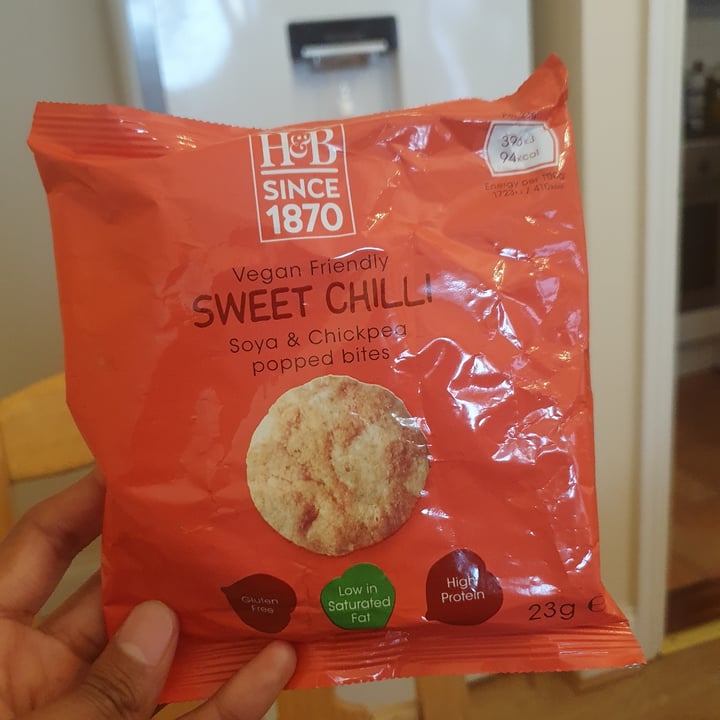 H&B
SINCE
1870
396kJ
94kcal
Energy per 100g
Vegan Friendly
SWEET CHILLI
Soya & Chickpea
popped bites
Gluten
Free
Low in
Saturated
Fat
High
Protein
23g e